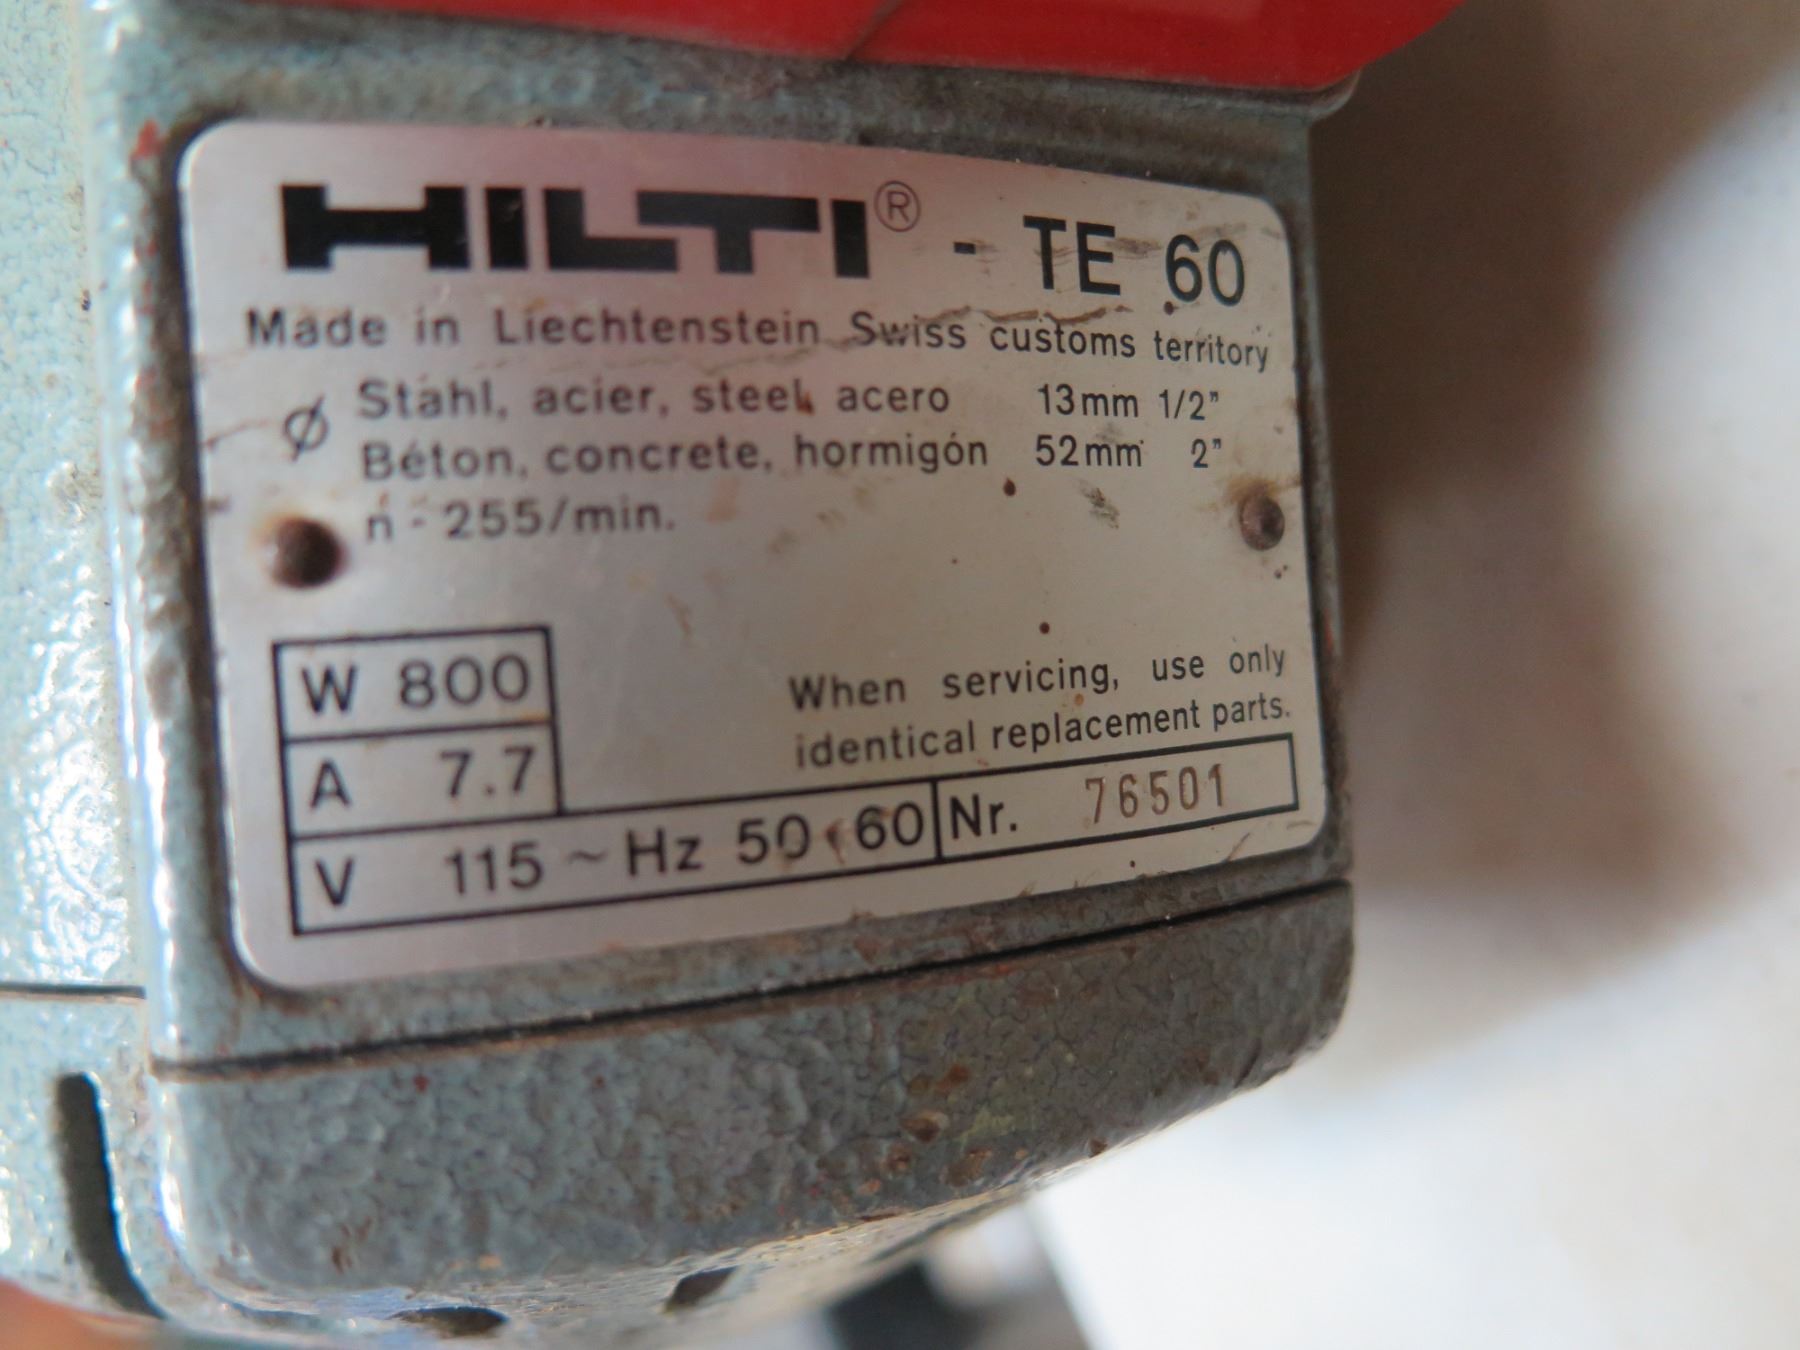 HILTI® - TE 60
Made in Liechtenstein Swiss customs territory
Ø Stahl, acier, steel, acero 13mm 1/2"
Béton, concrete, hormigón 52mm 2"
n - 255/min.
W 800
When servicing, use only
identical replacement parts.
A 7.7
V 115 ~ Hz 50-60 Nr. 76501